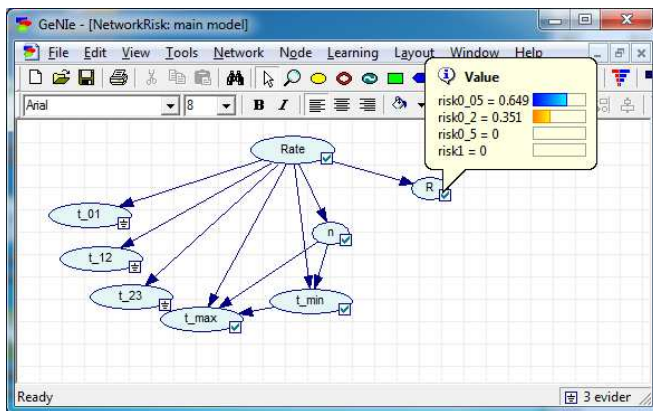 GeNIe - [NetworkRisk: main model]
File Edit View Tools Network Node Learning Layout Window Help
Arial 8 B I
Value
risk0_05 = 0.649
risk0_2 = 0.351
risk0_5 = 0
risk1 = 0
Rate
R
t_01
n
t_12
t_23
t_min
t_max
Ready 3 evider